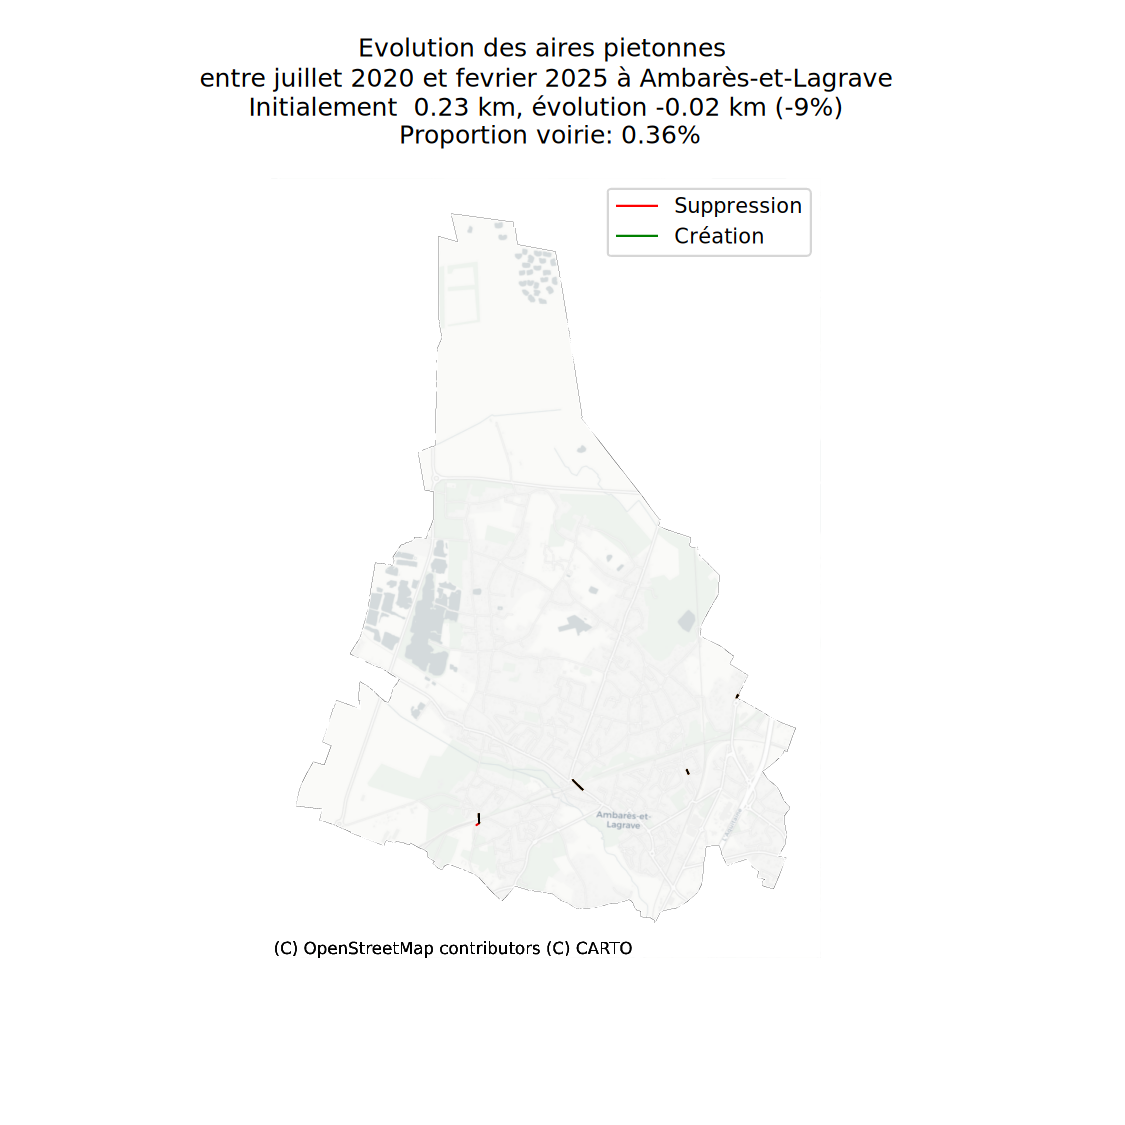 Evolution des aires pietonnes
entre juillet 2020 et fevrier 2025 à Ambarès-et-Lagrave
Initialement  0.23 km, évolution -0.02 km (-9%)
Proportion voirie: 0.36%
Suppression
Création
Ambarès-et-
Lagrave
L'Aquitaine
(C) OpenStreetMap contributors (C) CARTO